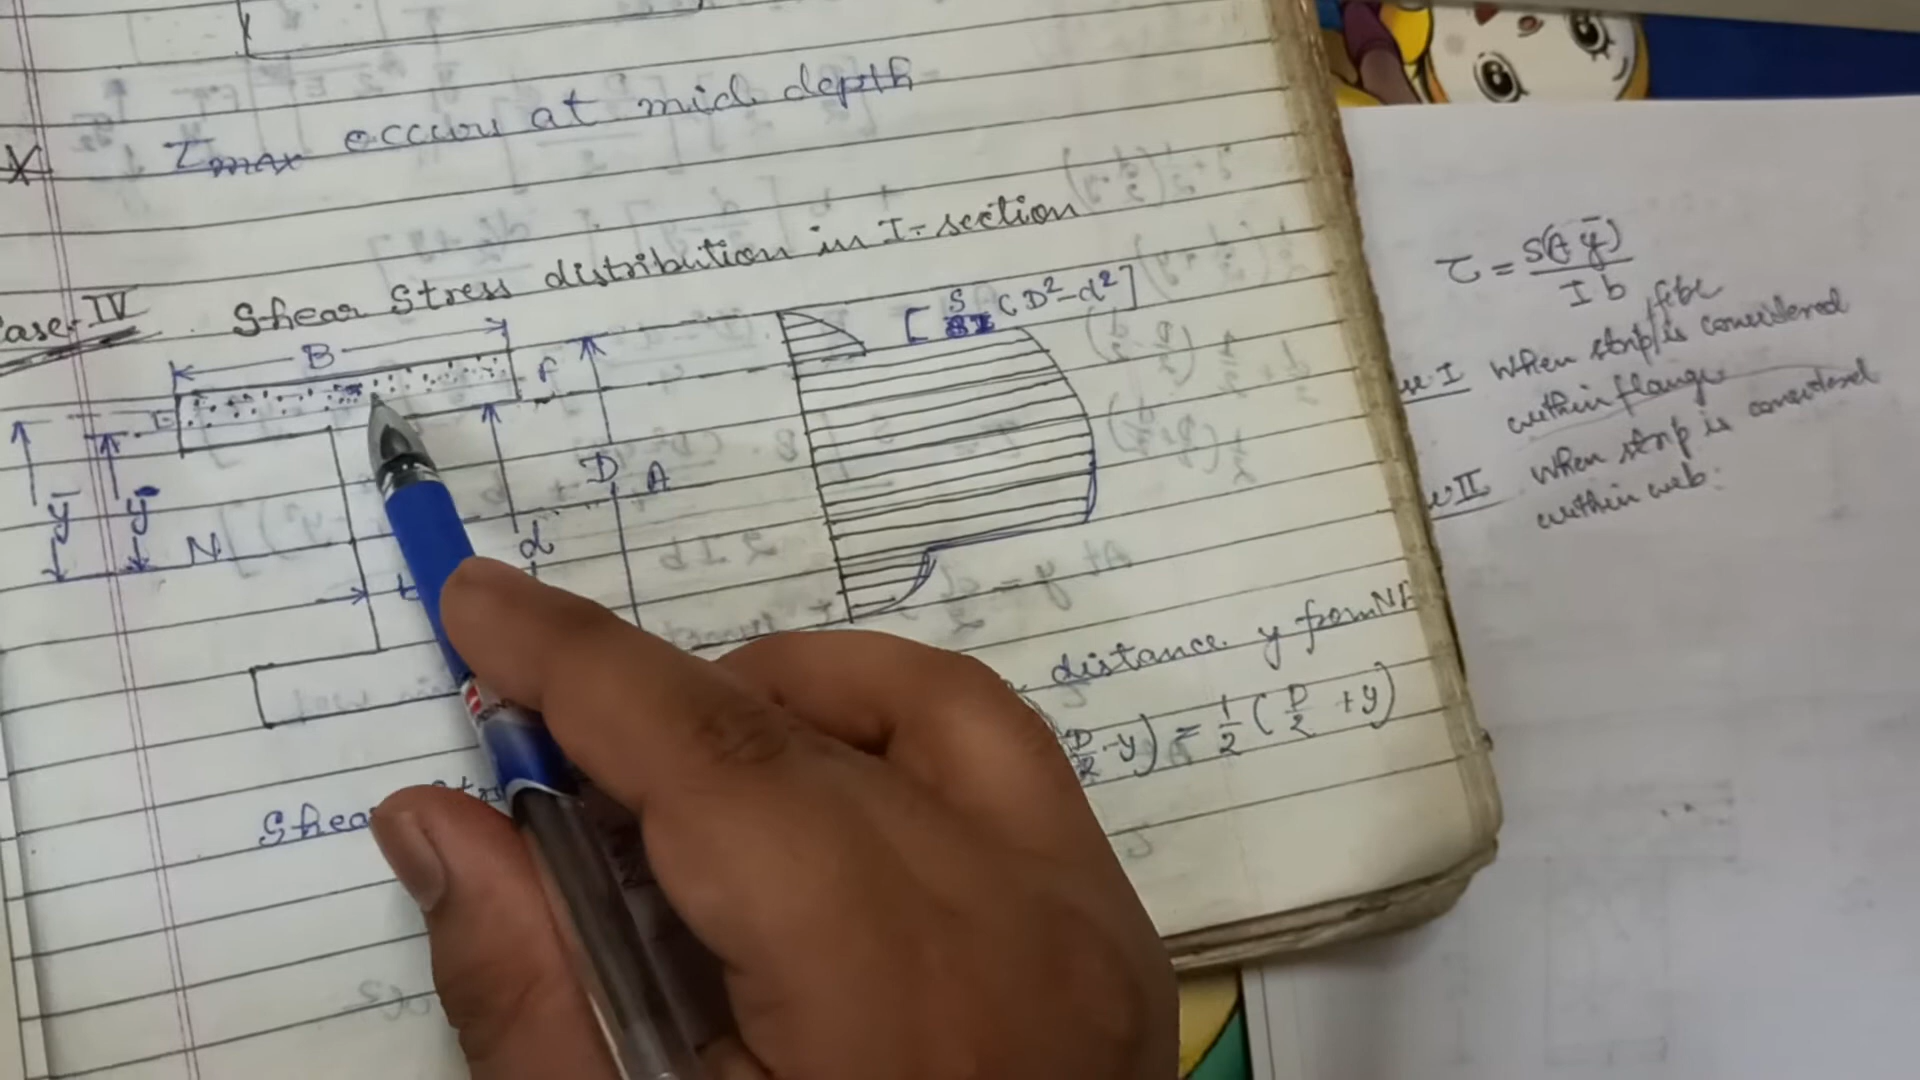 τmax occurs at mid depth
Case-IV Shear Stress distribution in I-section
B
[S/8I (D²-d²]
F
ȳ
y
N
D
A
d
distance y from NA
D/2 -y) = 1/2 (D/2 +y)
Shear
τ = S(Aȳ)/Ib
I When strip/fibre is considered
within flange
II When strip is considered
within web.